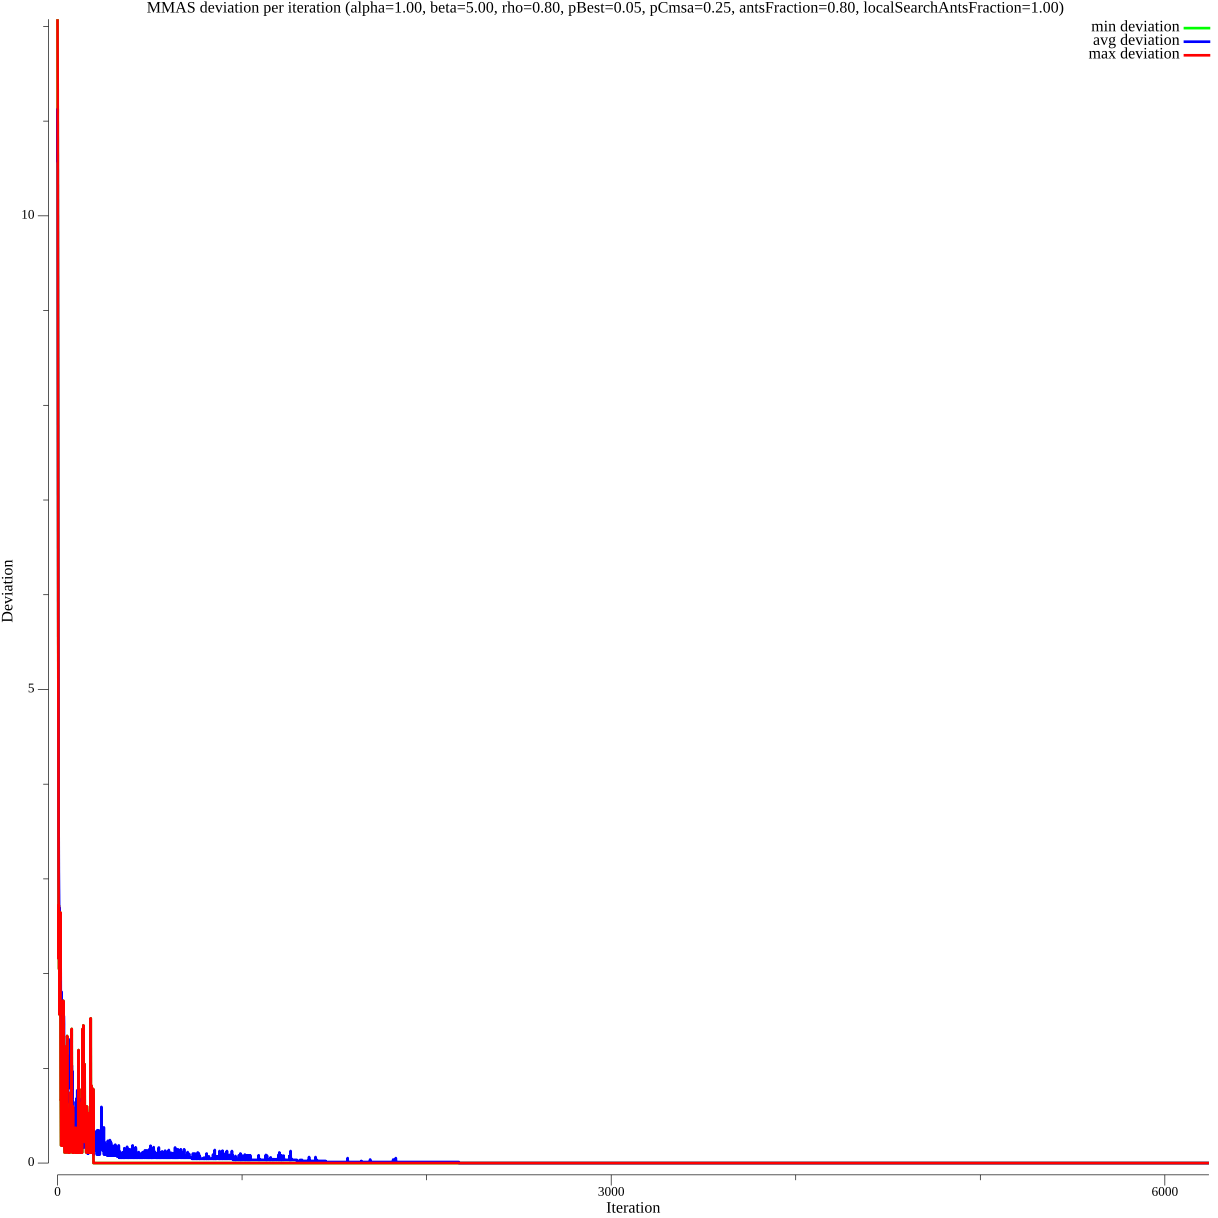 MMAS deviation per iteration (alpha=1.00, beta=5.00, rho=0.80, pBest=0.05, pCmsa=0.25, antsFraction=0.80, localSearchAntsFraction=1.00)
min deviation
avg deviation
max deviation
10
5
0
Deviation
0 3000 6000
Iteration